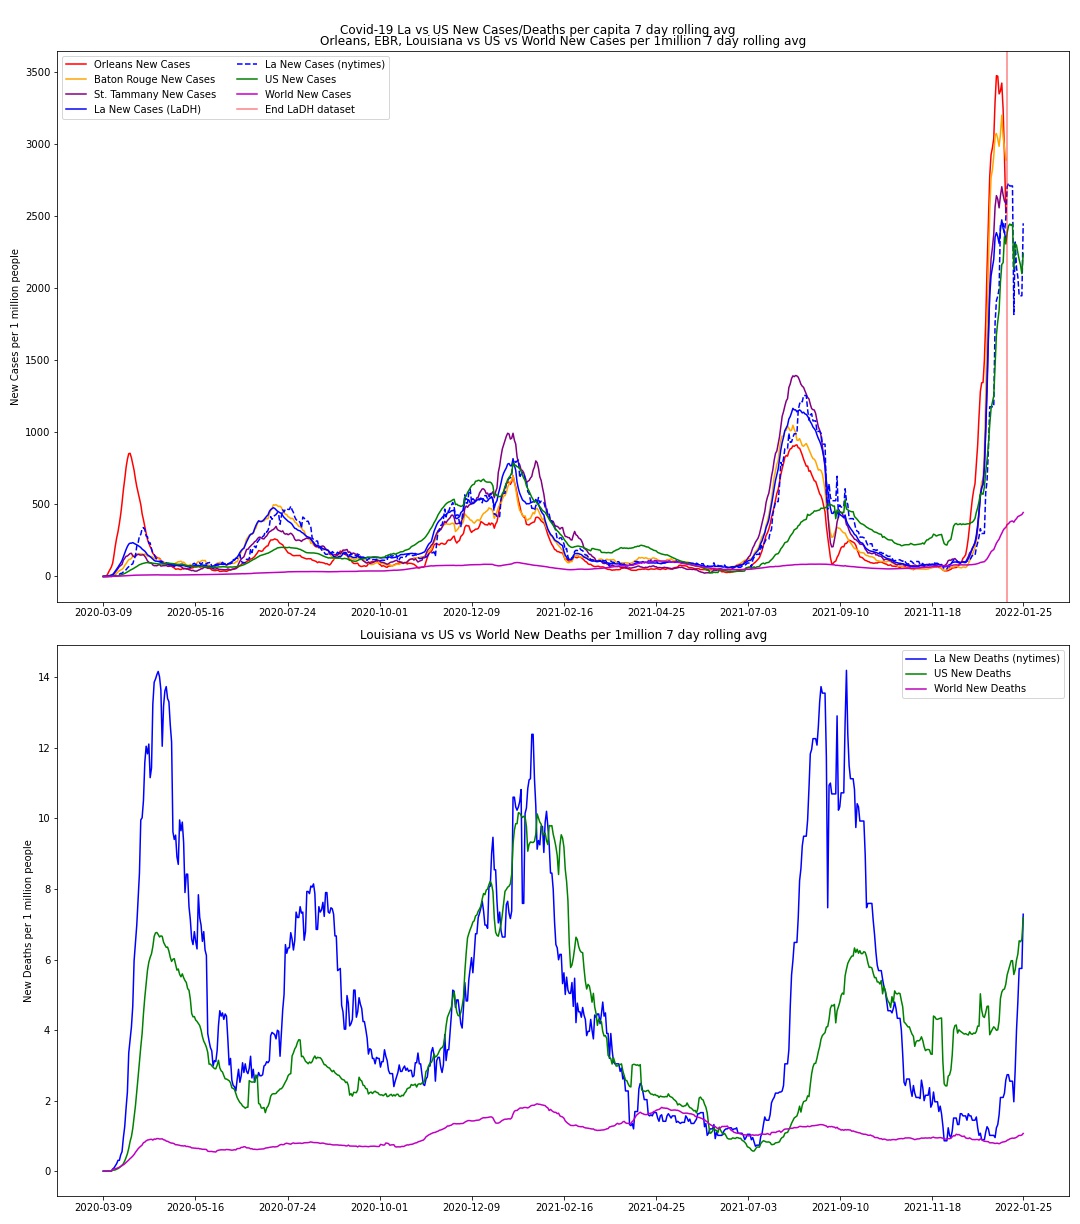 Covid-19 La vs US New Cases/Deaths per capita 7 day rolling avg
Orleans, EBR, Louisiana vs US vs World New Cases per 1million 7 day rolling avg
Orleans New Cases
Baton Rouge New Cases
St. Tammany New Cases
La New Cases (LaDH)
La New Cases (nytimes)
US New Cases
World New Cases
End LaDH dataset
New Cases per 1 million people
3500
3000
2500
2000
1500
1000
500
0
2020-03-09 2020-05-16 2020-07-24 2020-10-01 2020-12-09 2021-02-16 2021-04-25 2021-07-03 2021-09-10 2021-11-18 2022-01-25
Louisiana vs US vs World New Deaths per 1million 7 day rolling avg
La New Deaths (nytimes)
US New Deaths
World New Deaths
New Deaths per 1 million people
14
12
10
8
6
4
2
0
2020-03-09 2020-05-16 2020-07-24 2020-10-01 2020-12-09 2021-02-16 2021-04-25 2021-07-03 2021-09-10 2021-11-18 2022-01-25